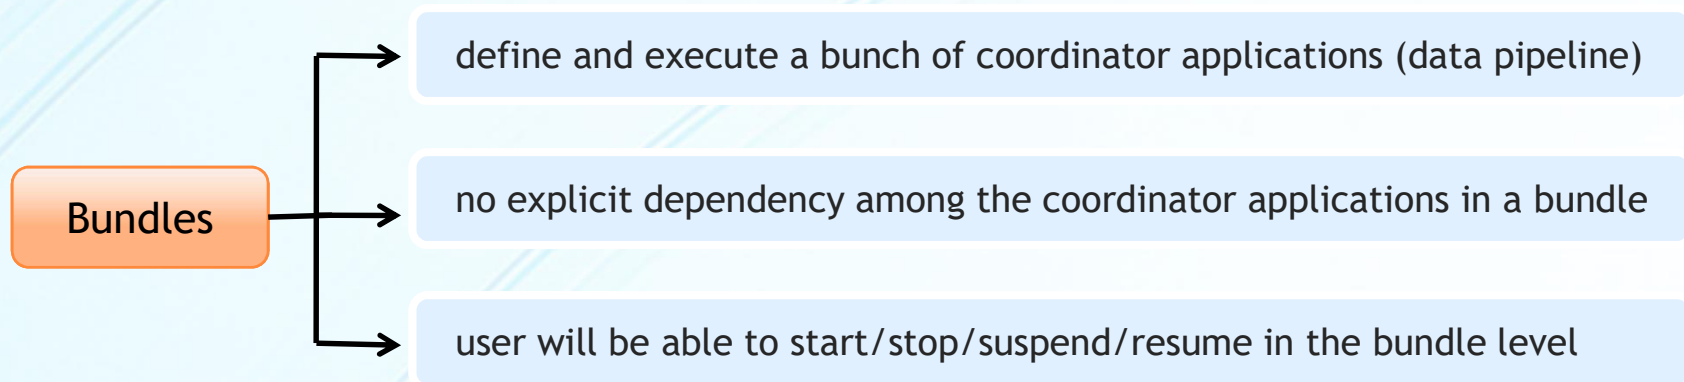 define and execute a bunch of coordinator applications (data pipeline)
Bundles
no explicit dependency among the coordinator applications in a bundle
user will be able to start/stop/suspend/resume in the bundle level